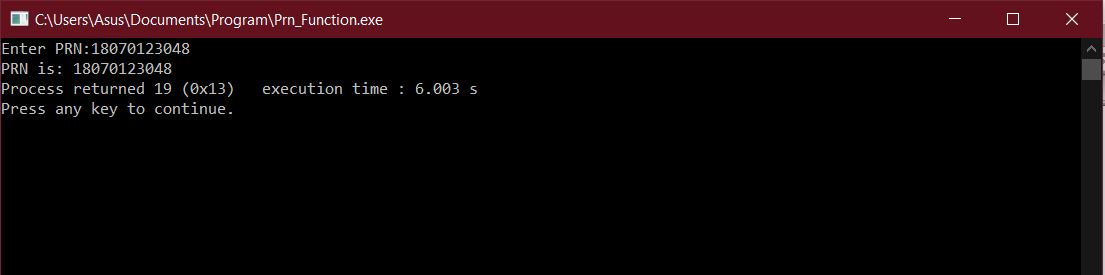 C:\Users\Asus\Documents\Program\Prn_Function.exe
Enter PRN:18070123048
PRN is: 18070123048
Process returned 19 (0x13)   execution time : 6.003 s
Press any key to continue.